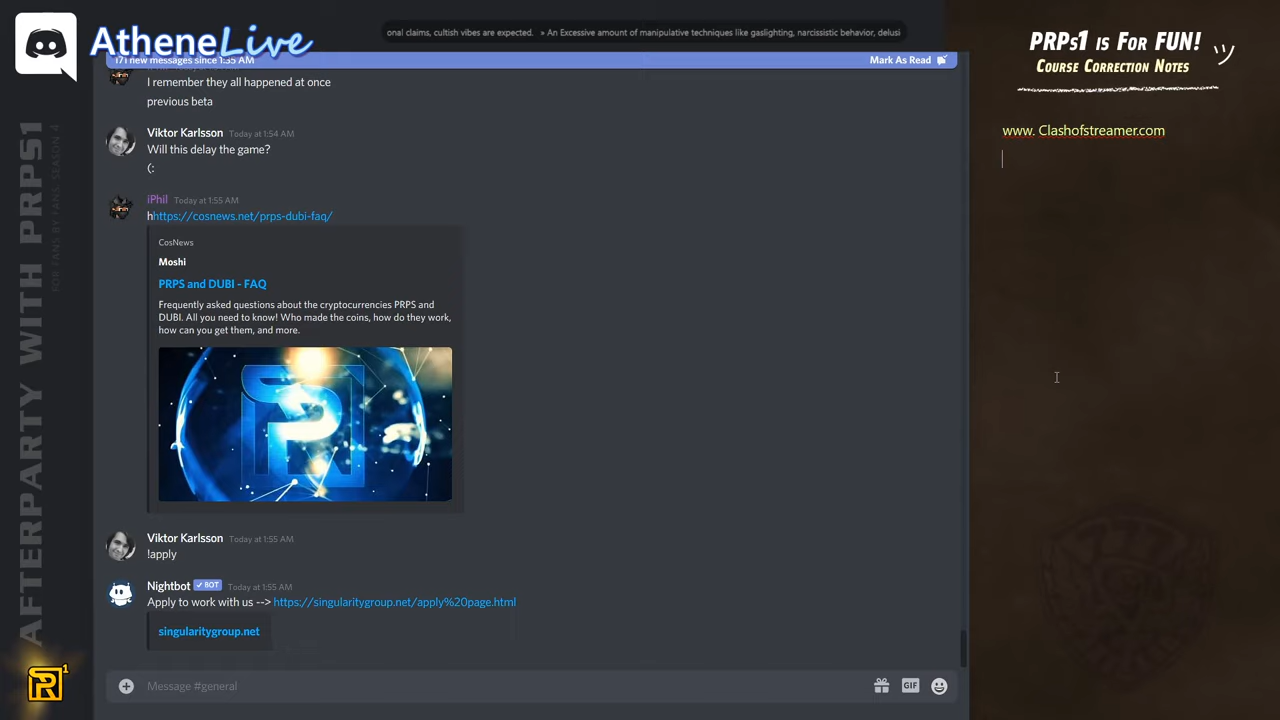 AtheneLive
onal claims, cultish vibes are expected. » An Excessive amount of manipulative techniques like gaslighting, narcissistic behavior, delusi
171 new messages since 1:35 AM
Mark As Read
I remember they all happened at once
previous beta
Viktor Karlsson Today at 1:54 AM
Will this delay the game?
(:
iPhil Today at 1:55 AM
hhttps://cosnews.net/prps-dubi-faq/
CosNews
Moshi
PRPS and DUBI - FAQ
Frequently asked questions about the cryptocurrencies PRPS and
DUBI. All you need to know! Who made the coins, how do they work,
how can you get them, and more.
Viktor Karlsson Today at 1:55 AM
!apply
Nightbot BOT Today at 1:55 AM
Apply to work with us --> https://singularitygroup.net/apply%20page.html
singularitygroup.net
Message #general
GIF
PRPS1 IS FOR FUN! ツ
COURSE CORRECTION NOTES
www. Clashofstreamer.com
AFTERPARTY WITH PRPS1
FOR FANS BY FANS. SEASON 4